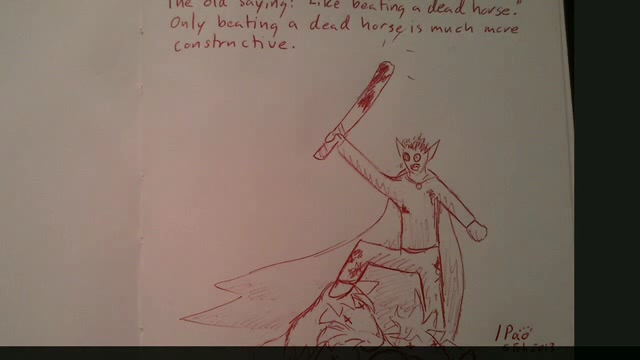 The old saying: "Like beating a dead horse."
Only beating a dead horse is much more
constructive.